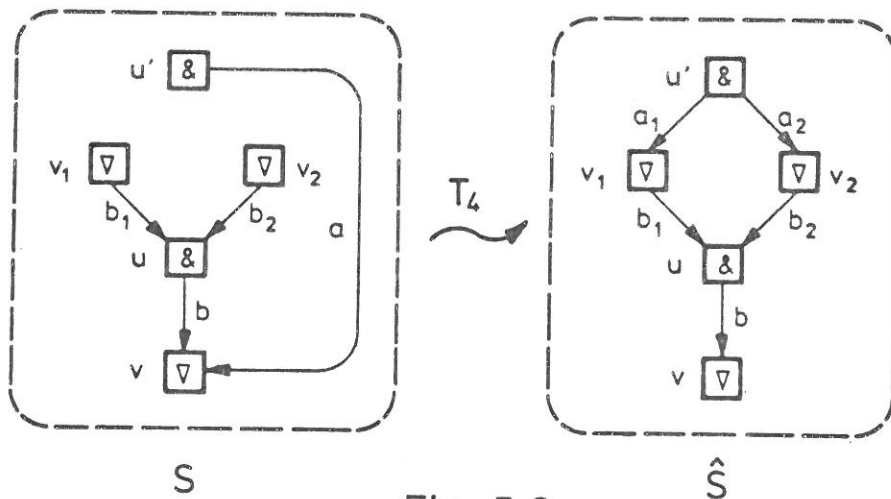 u' &
v₁ ∇
∇ v₂
b₁
b₂
a
u &
b
v ∇
S
T₄
u' &
a₁
a₂
v₁ ∇
∇ v₂
b₁
b₂
u &
b
v ∇
Ŝ